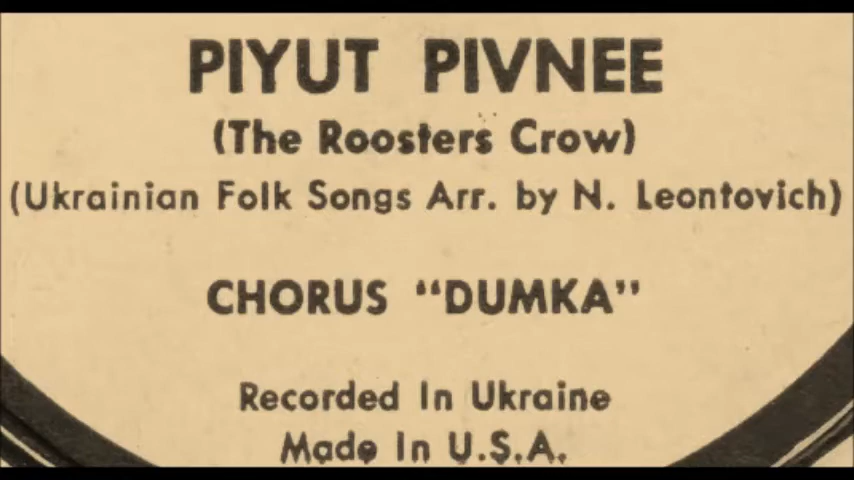 PIYUT PIVNEE
(The Roosters Crow)
(Ukrainian Folk Songs Arr. by N. Leontovich)
CHORUS "DUMKA"
Recorded In Ukraine
Made in U.S.A.